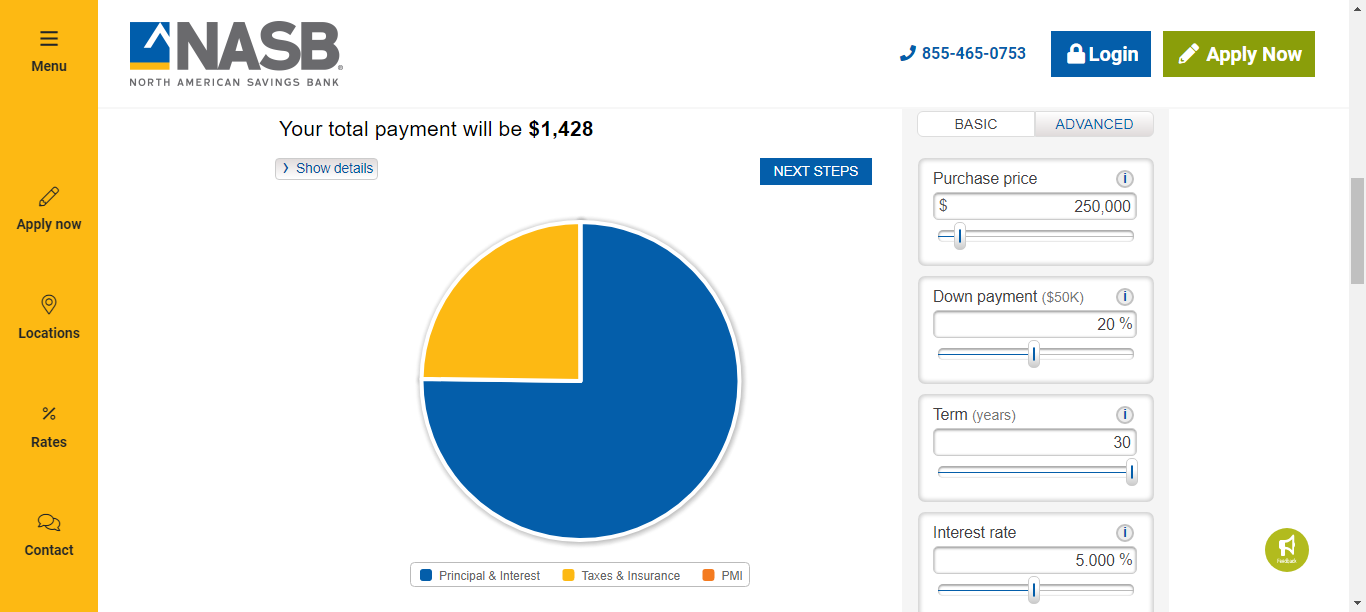 Menu
Apply now
Locations
Rates
Contact
NASB®
NORTH AMERICAN SAVINGS BANK
855-465-0753
Login
Apply Now
Your total payment will be $1,428
Show details
NEXT STEPS
Principal & Interest
Taxes & Insurance
PMI
BASIC
ADVANCED
Purchase price
i
$ 250,000
Down payment ($50K)
i
20 %
Term (years)
i
30
Interest rate
i
5.000 %
Feedback